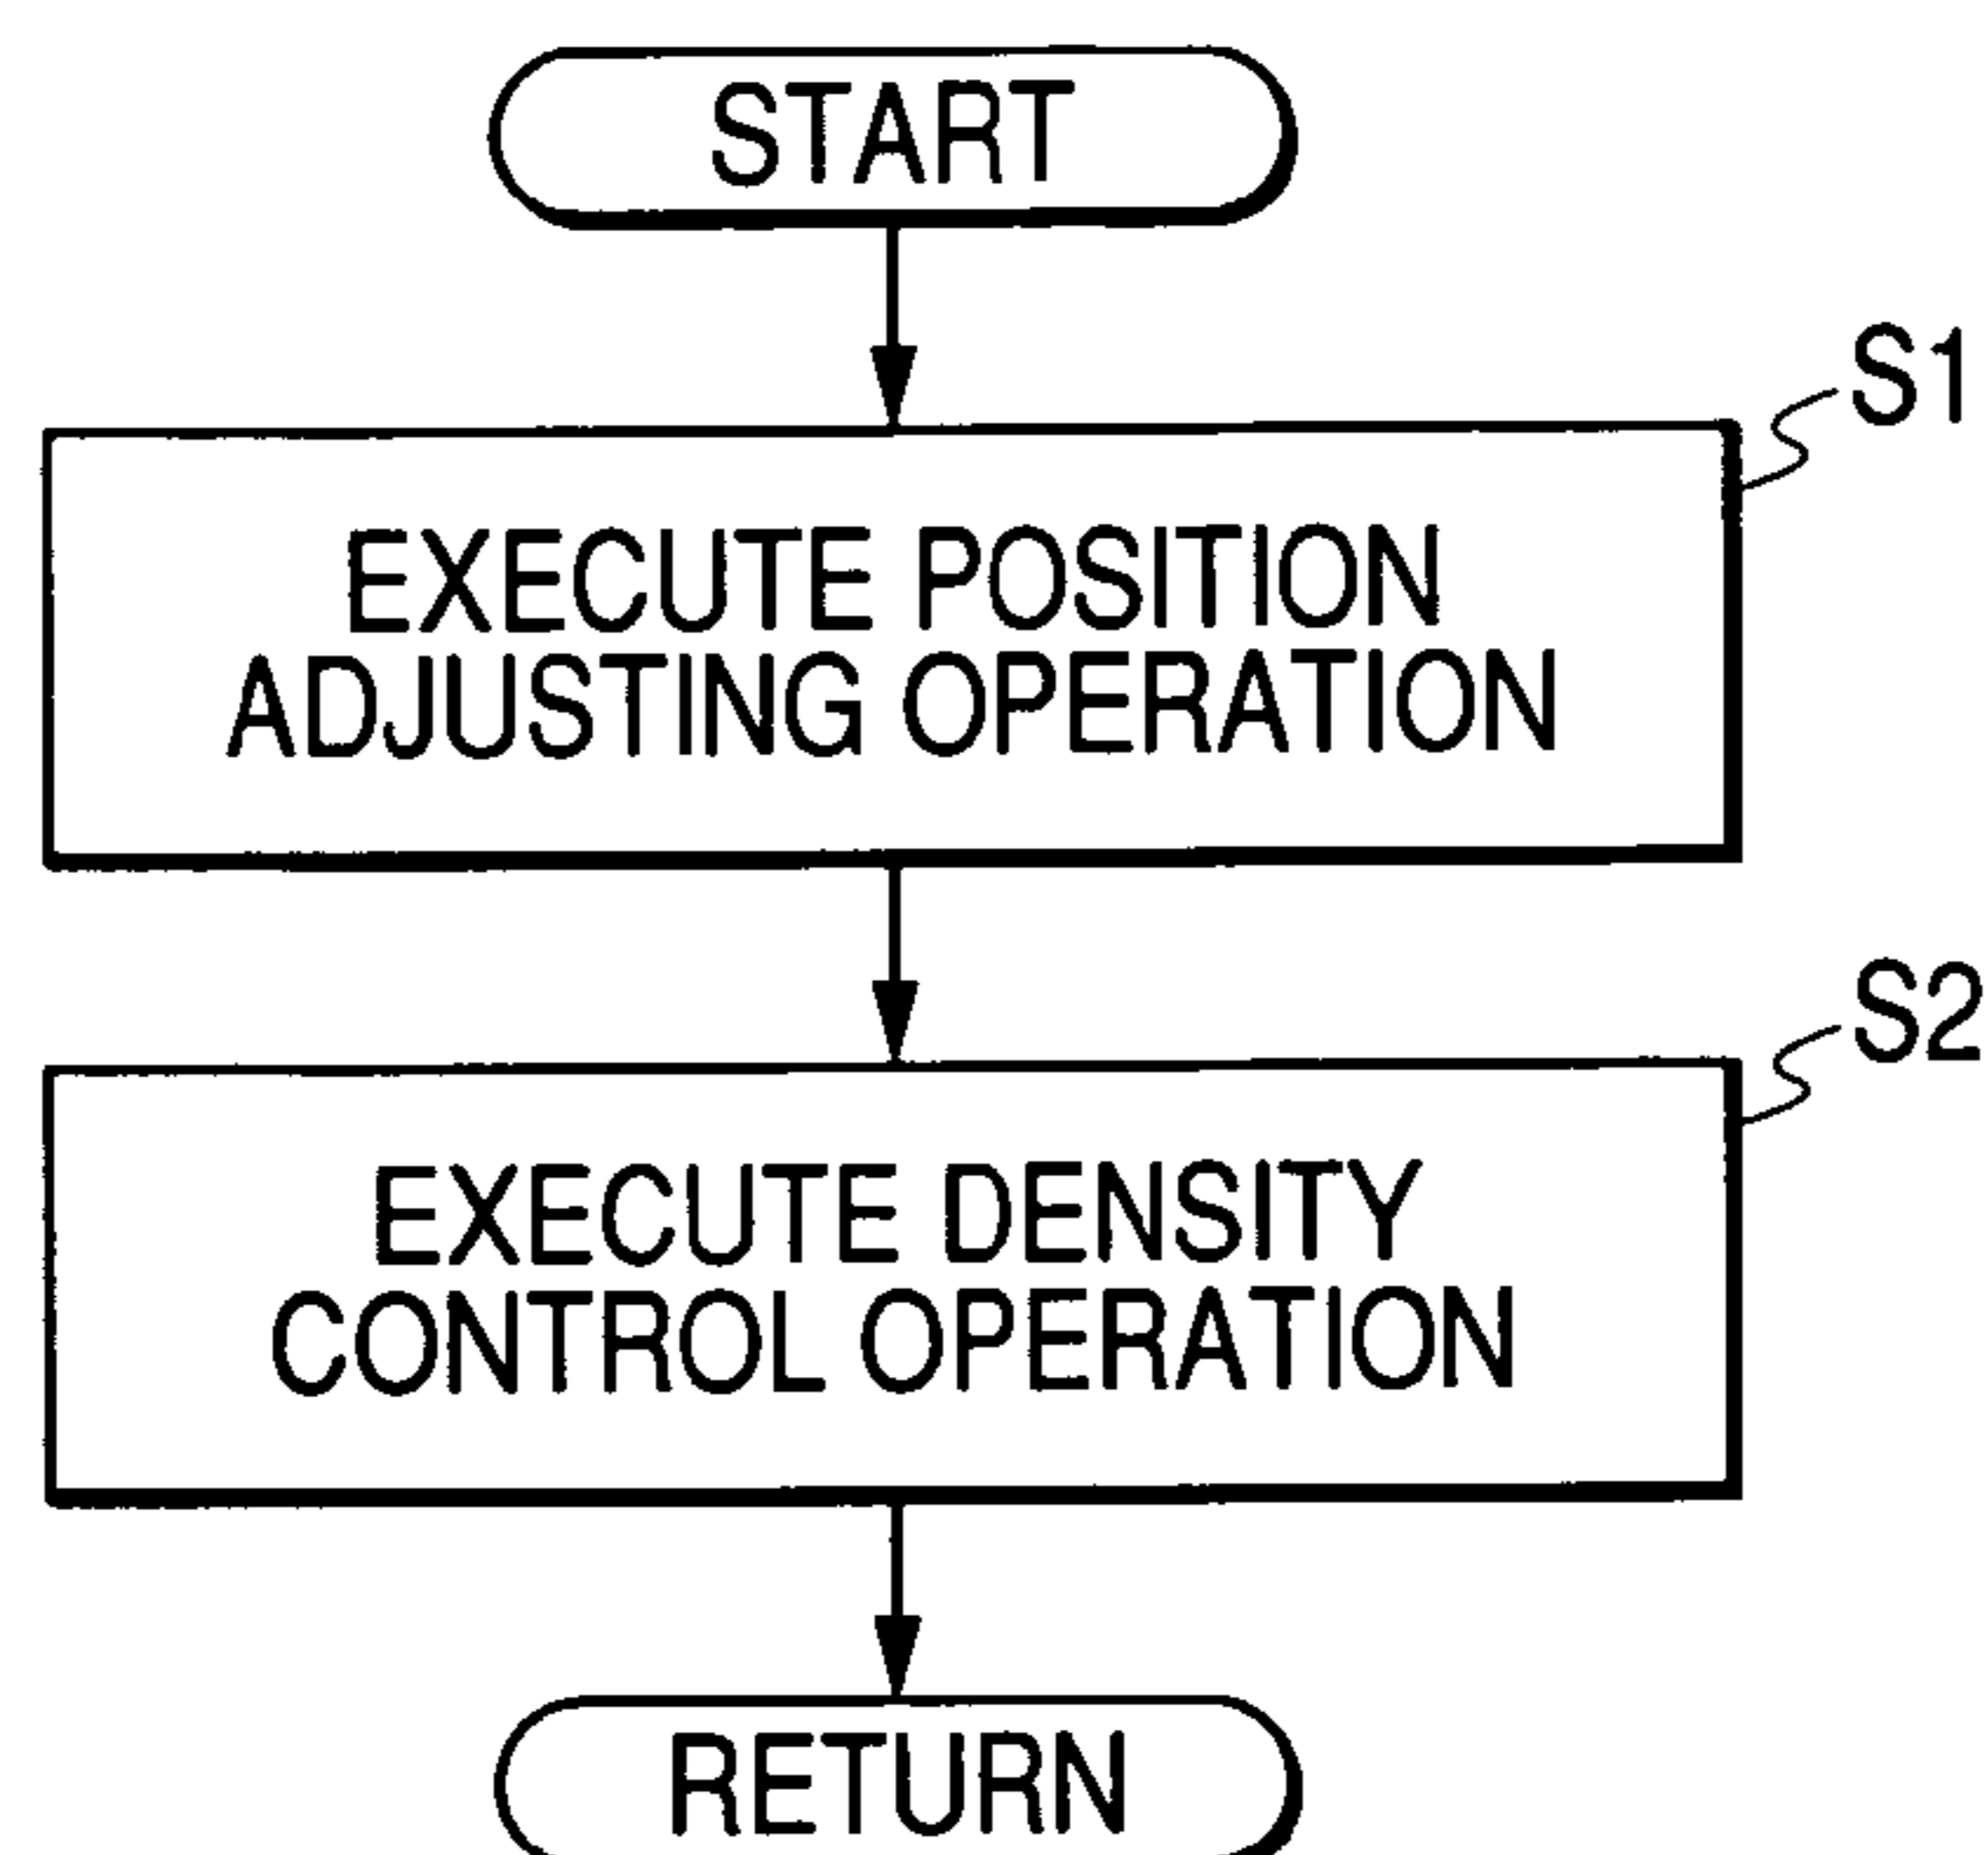 START
S1
EXECUTE POSITION
ADJUSTING OPERATION
S2
EXECUTE DENSITY
CONTROL OPERATION
RETURN